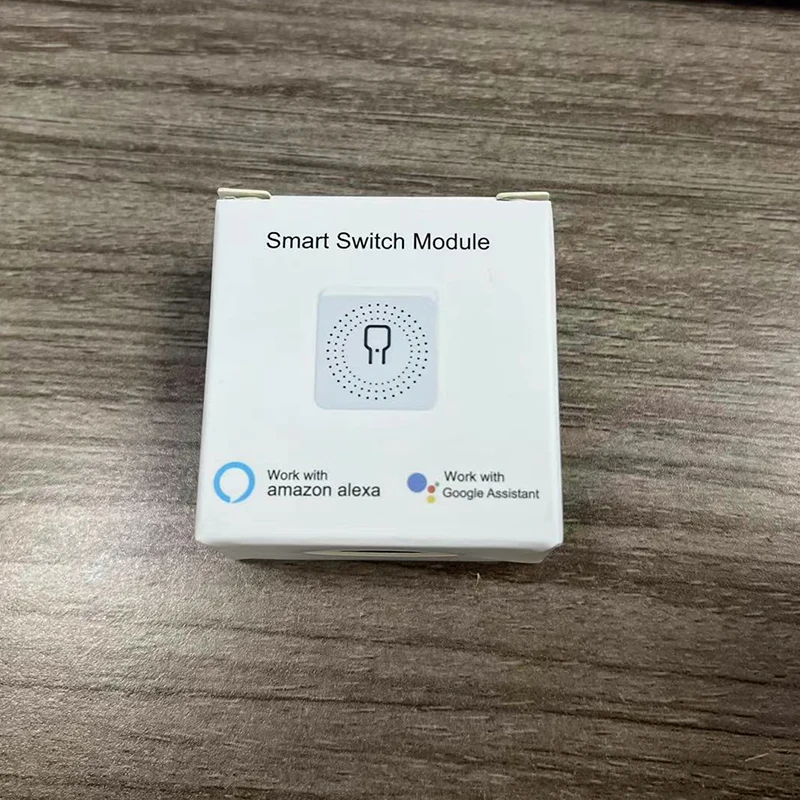 Smart Switch Module
Work with
amazon alexa
Work with
Google Assistant